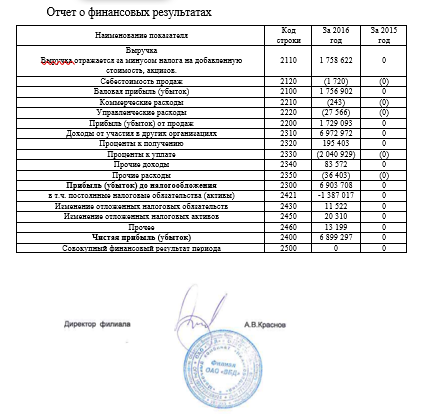 Отчет о финансовых результатах
Наименование показателя Код строки За 2016 год За 2015 год
Выручка
Выручка отражается за минусом налога на добавленную стоимость, акцизов. 2110 1 758 622 0
Себестоимость продаж 2120 (1 720) (0)
Валовая прибыль (убыток) 2100 1 756 902 0
Коммерческие расходы 2210 (243) (0)
Управленческие расходы 2220 (27 566) (0)
Прибыль (убыток) от продаж 2200 1 729 093 0
Доходы от участия в других организациях 2310 6 972 972 0
Проценты к получению 2320 195 403 0
Проценты к уплате 2330 (2 040 929) (0)
Прочие доходы 2340 83 572 0
Прочие расходы 2350 (36 403) (0)
Прибыль (убыток) до налогообложения 2300 6 903 708 0
в т.ч. постоянные налоговые обязательства (активы) 2421 -1 387 017 0
Изменение отложенных налоговых обязательств 2430 11 522 0
Изменение отложенных налоговых активов 2450 20 310 0
Прочее 2460 13 199 0
Чистая прибыль (убыток) 2400 6 899 297 0
Совокупный финансовый результат периода 2500 0 0
Директор филиала А.В.Краснов
Филиал
ОАО «ВРД»